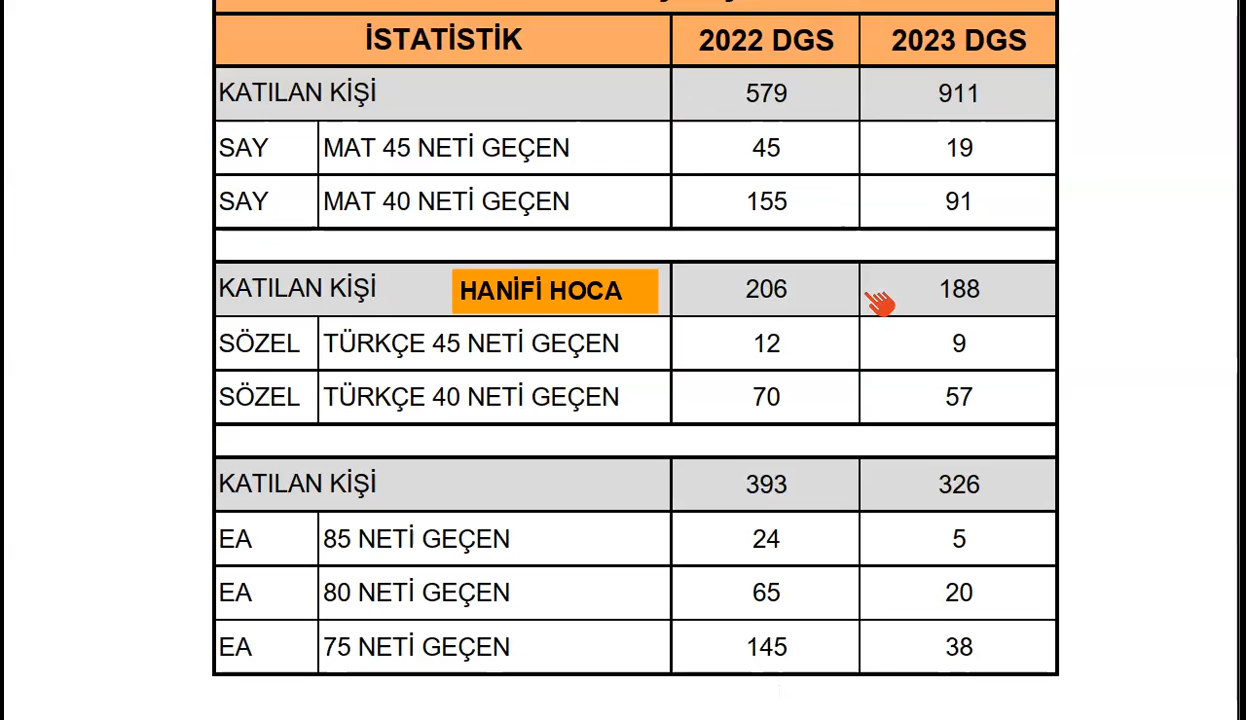 İSTATİSTİK 2022 DGS 2023 DGS
KATILAN KİŞİ 579 911
SAY MAT 45 NETİ GEÇEN 45 19
SAY MAT 40 NETİ GEÇEN 155 91
KATILAN KİŞİ HANİFİ HOCA 206 188
SÖZEL TÜRKÇE 45 NETİ GEÇEN 12 9
SÖZEL TÜRKÇE 40 NETİ GEÇEN 70 57
KATILAN KİŞİ 393 326
EA 85 NETİ GEÇEN 24 5
EA 80 NETİ GEÇEN 65 20
EA 75 NETİ GEÇEN 145 38